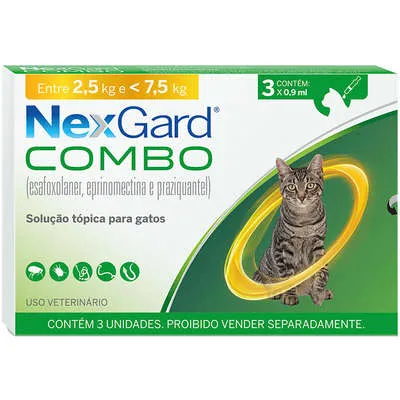 Entre 2,5 kg e < 7,5 kg
3 CONTÉM:
X 0,9 ml
NexGard®
COMBO
(esafoxolaner, eprinomectina e praziquantel)
Solução tópica para gatos
USO VETERINÁRIO
CONTÉM 3 UNIDADES. PROIBIDO VENDER SEPARADAMENTE.